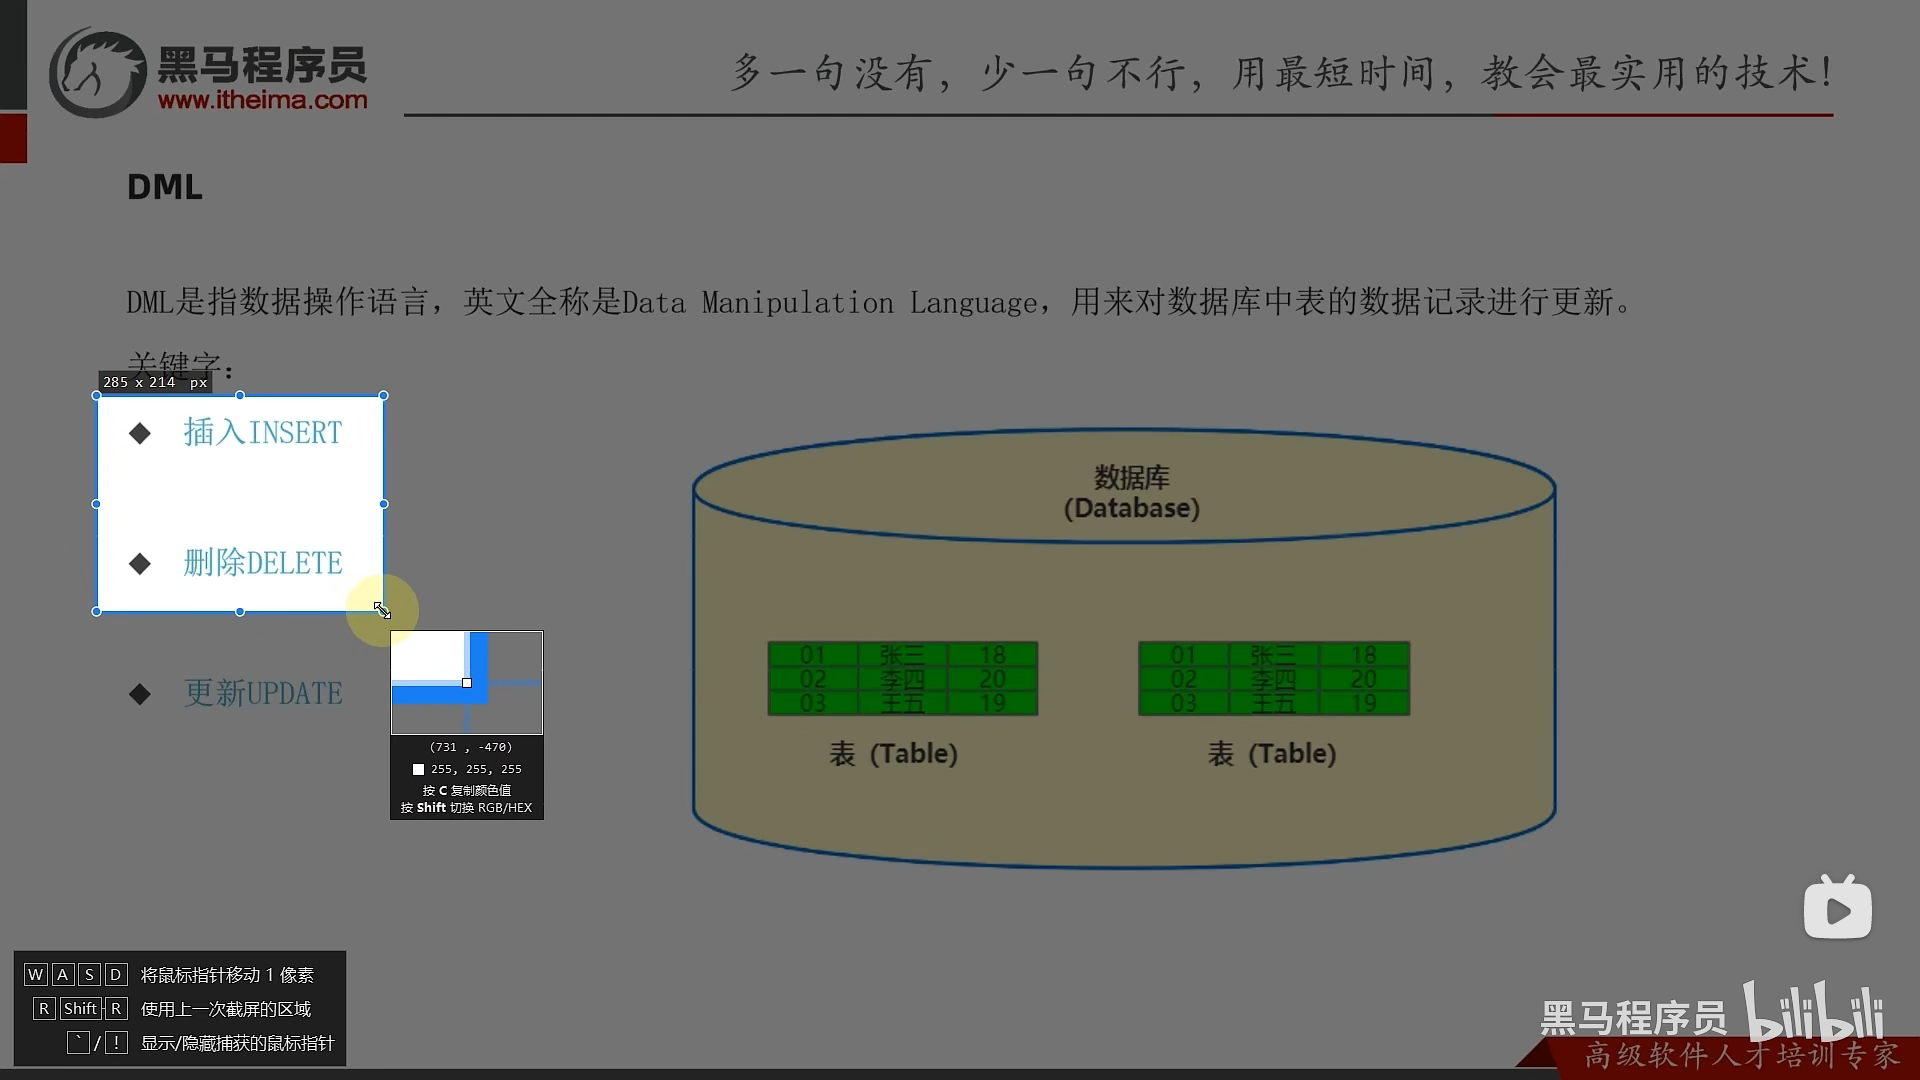 黑马程序员
www.itheima.com
多一句没有，少一句不行，用最短时间，教会最实用的技术！
DML
DML是指数据操作语言，英文全称是Data Manipulation Language，用来对数据库中表的数据记录进行更新。
关键字：
285 x 214 px
插入INSERT
删除DELETE
更新UPDATE
数据库
(Database)
01 张三 18
02 李四 20
03 王五 19
表 (Table)
01 张三 18
02 李四 20
03 王五 19
表 (Table)
(731 , -470)
255, 255, 255
按 C 复制颜色值
按 Shift 切换 RGB/HEX
W A S D 将鼠标指针移动 1 像素
R Shift-R 使用上一次截屏的区域
` / ! 显示/隐藏捕获的鼠标指针
黑马程序员 bilibili
高级软件人才培训专家